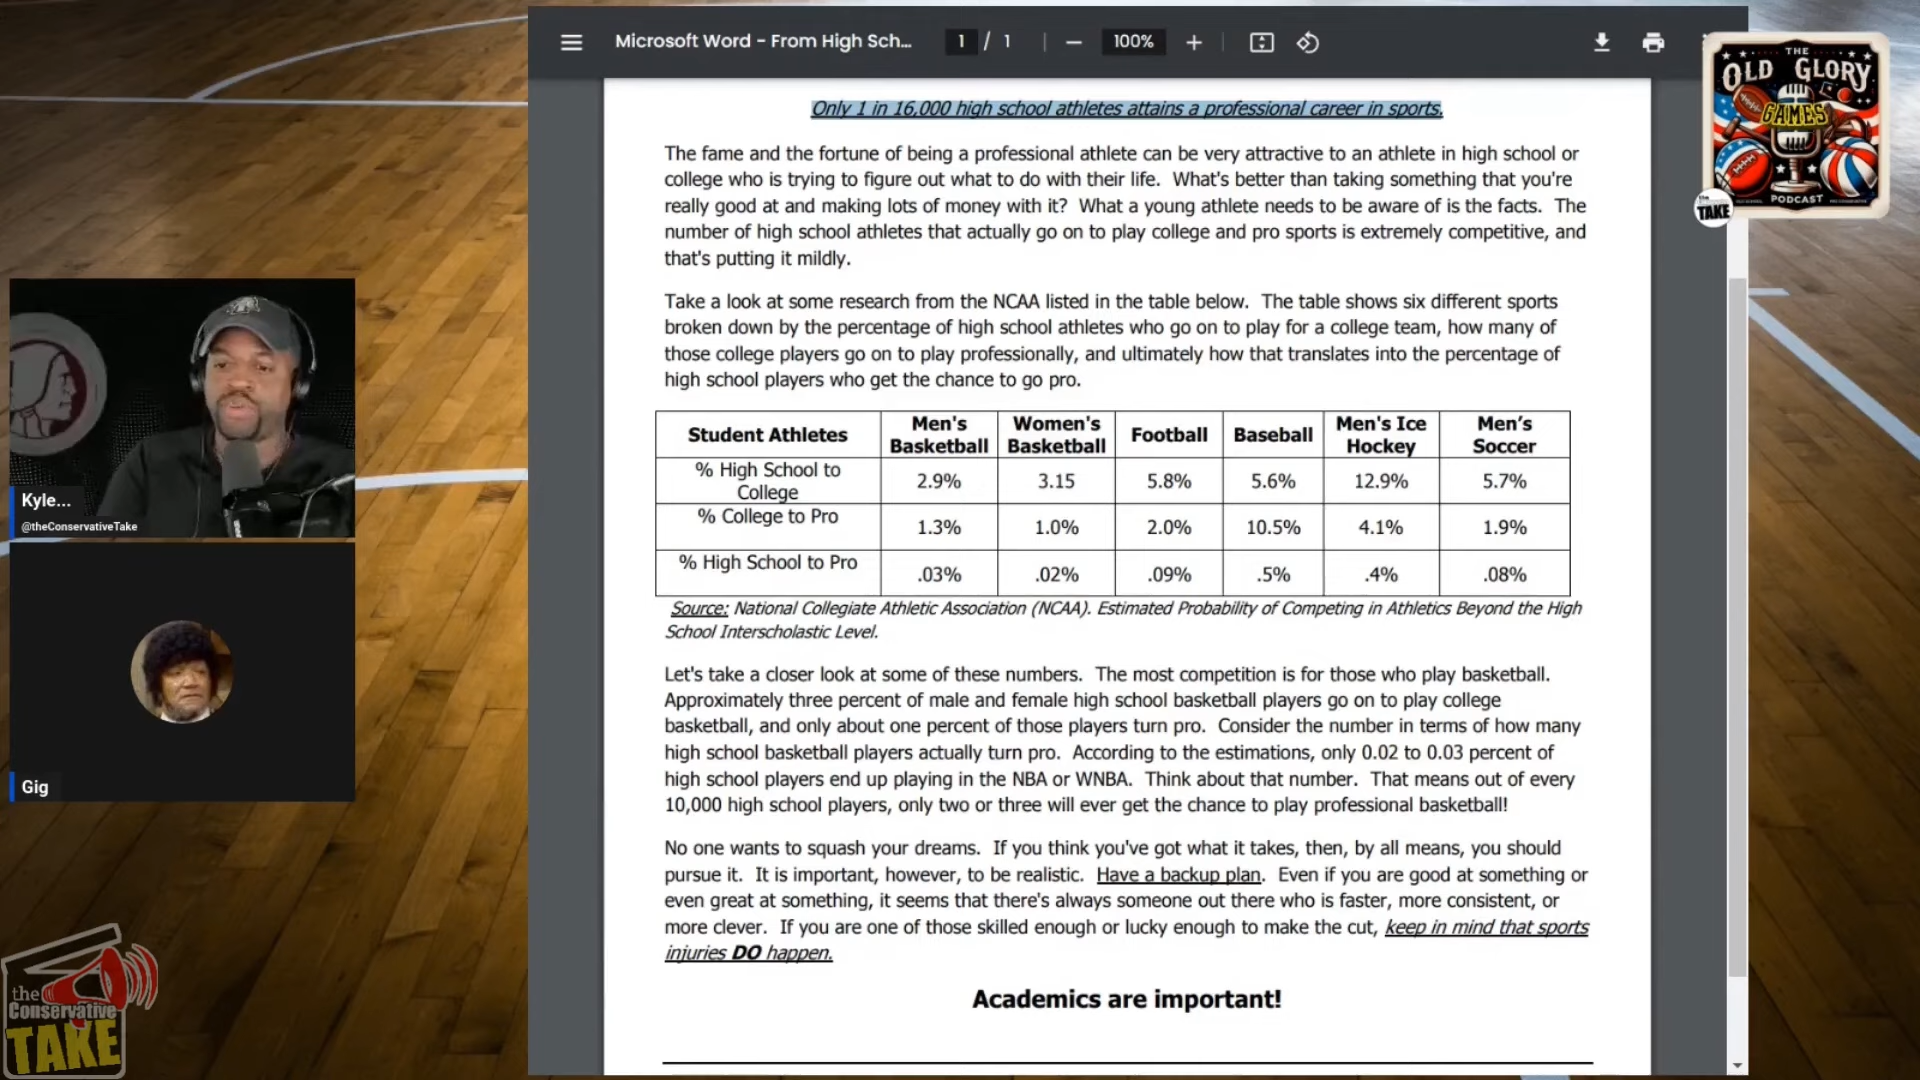 Microsoft Word - From High Sch...
1 / 1
100%
THE
OLD GLORY
GAMES
PODCAST
TAKE
Only 1 in 16,000 high school athletes attains a professional career in sports.
The fame and the fortune of being a professional athlete can be very attractive to an athlete in high school or
college who is trying to figure out what to do with their life. What's better than taking something that you're
really good at and making lots of money with it? What a young athlete needs to be aware of is the facts. The
number of high school athletes that actually go on to play college and pro sports is extremely competitive, and
that's putting it mildly.
Take a look at some research from the NCAA listed in the table below. The table shows six different sports
broken down by the percentage of high school athletes who go on to play for a college team, how many of
those college players go on to play professionally, and ultimately how that translates into the percentage of
high school players who get the chance to go pro.
Student Athletes Men's Basketball Women's Basketball Football Baseball Men's Ice Hockey Men’s Soccer
% High School to College 2.9% 3.15 5.8% 5.6% 12.9% 5.7%
% College to Pro 1.3% 1.0% 2.0% 10.5% 4.1% 1.9%
% High School to Pro .03% .02% .09% .5% .4% .08%
Source: National Collegiate Athletic Association (NCAA). Estimated Probability of Competing in Athletics Beyond the High
School Interscholastic Level.
Let's take a closer look at some of these numbers. The most competition is for those who play basketball.
Approximately three percent of male and female high school basketball players go on to play college
basketball, and only about one percent of those players turn pro. Consider the number in terms of how many
high school basketball players actually turn pro. According to the estimations, only 0.02 to 0.03 percent of
high school players end up playing in the NBA or WNBA. Think about that number. That means out of every
10,000 high school players, only two or three will ever get the chance to play professional basketball!
No one wants to squash your dreams. If you think you've got what it takes, then, by all means, you should
pursue it. It is important, however, to be realistic. Have a backup plan. Even if you are good at something or
even great at something, it seems that there's always someone out there who is faster, more consistent, or
more clever. If you are one of those skilled enough or lucky enough to make the cut, keep in mind that sports
injuries DO happen.
Academics are important!
Kyle...
@theConservativeTake
Gig
the
Conservative
TAKE